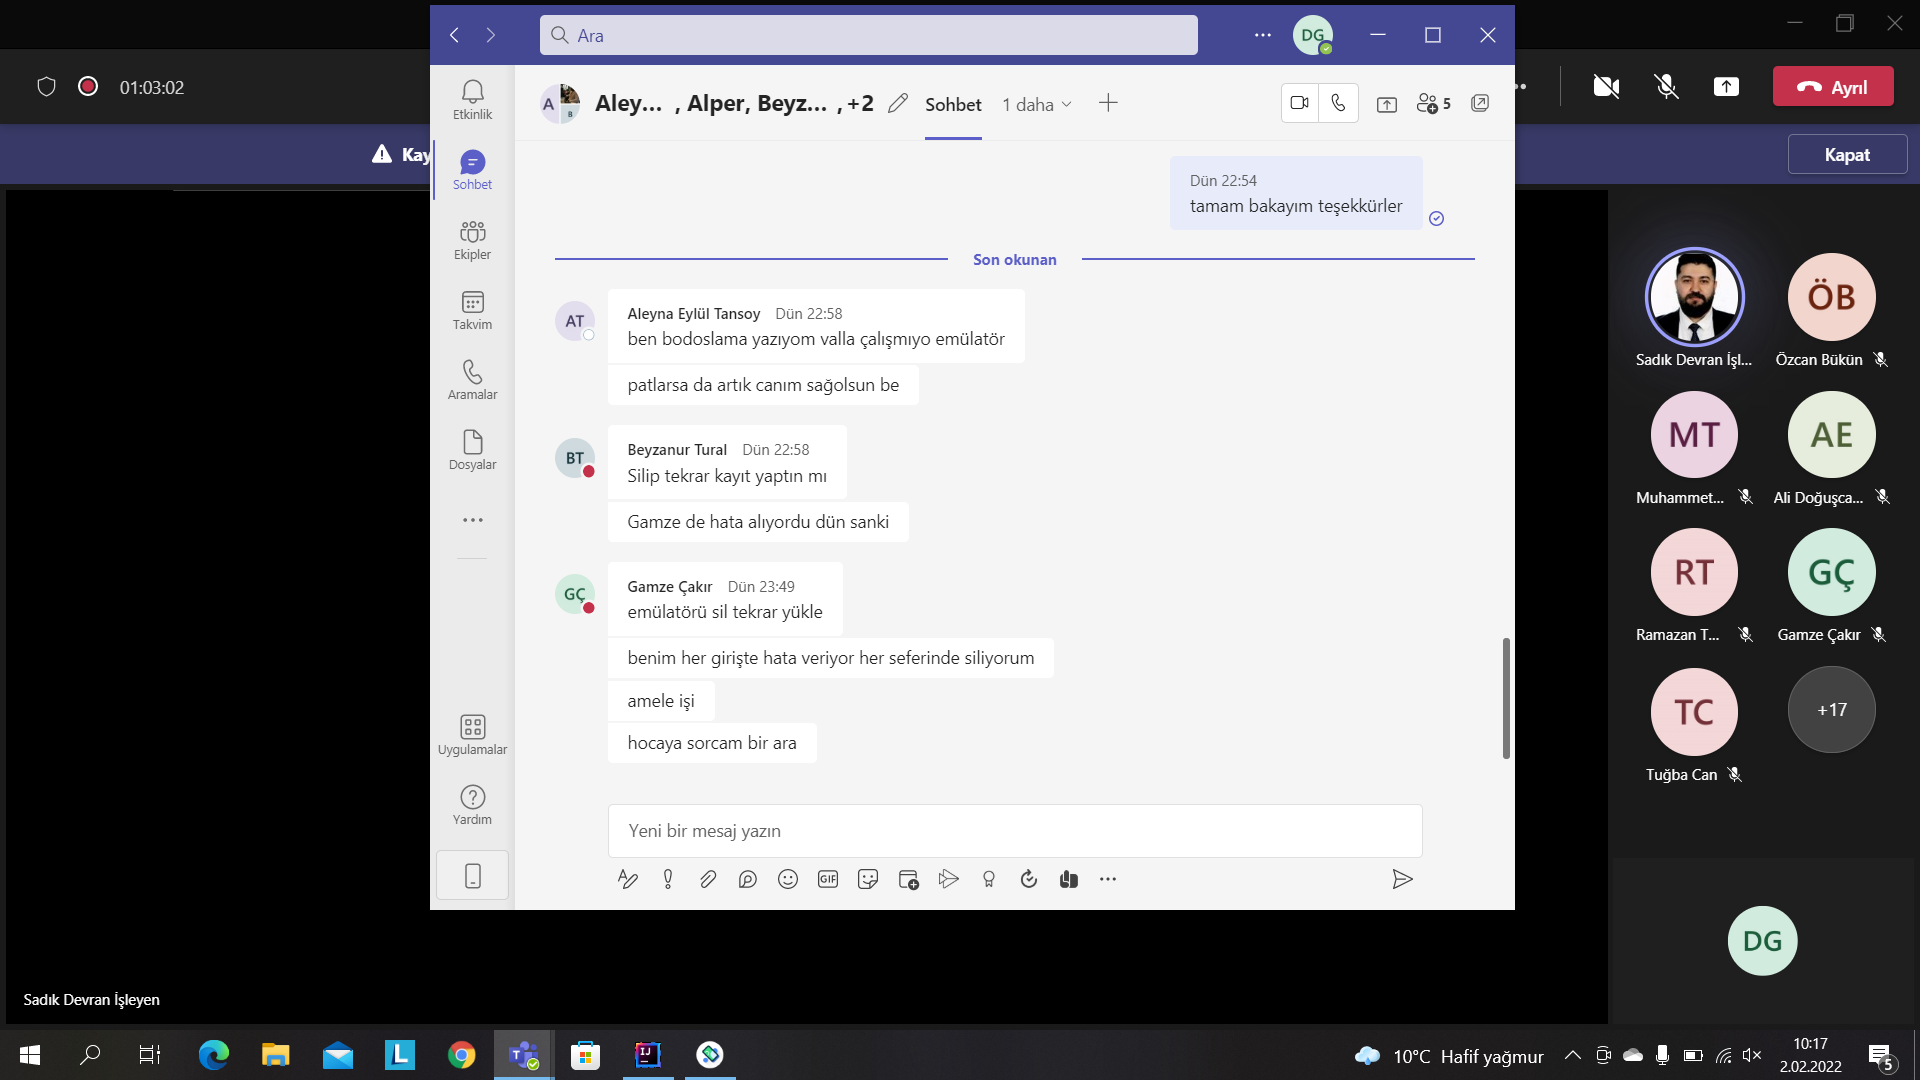 Ara
DG
01:03:02
Ayrıl
Kay
Kapat
Etkinlik
Sohbet
Ekipler
Takvim
Aramalar
Dosyalar
Uygulamalar
Yardım
A
B
Aley... , Alper, Beyz... , +2
Sohbet
1 daha
5
Dün 22:54
tamam bakayım teşekkürler
Son okunan
AT
Aleyna Eylül Tansoy Dün 22:58
ben bodoslama yazıyom valla çalışmıyo emülatör
patlarsa da artık canım sağolsun be
BT
Beyzanur Tural Dün 22:58
Silip tekrar kayıt yaptın mı
Gamze de hata alıyordu dün sanki
GÇ
Gamze Çakır Dün 23:49
emülatörü sil tekrar yükle
benim her girişte hata veriyor her seferinde siliyorum
amele işi
hocaya sorcam bir ara
Yeni bir mesaj yazın
GIF
Sadık Devran İşl...
ÖB
Özcan Bükün
MT
Muhammet...
AE
Ali Doğuşca...
RT
Ramazan T...
GÇ
Gamze Çakır
TC
Tuğba Can
+17
DG
Sadık Devran İşleyen
L
T
IJ
10°C Hafif yağmur
10:17
2.02.2022
5